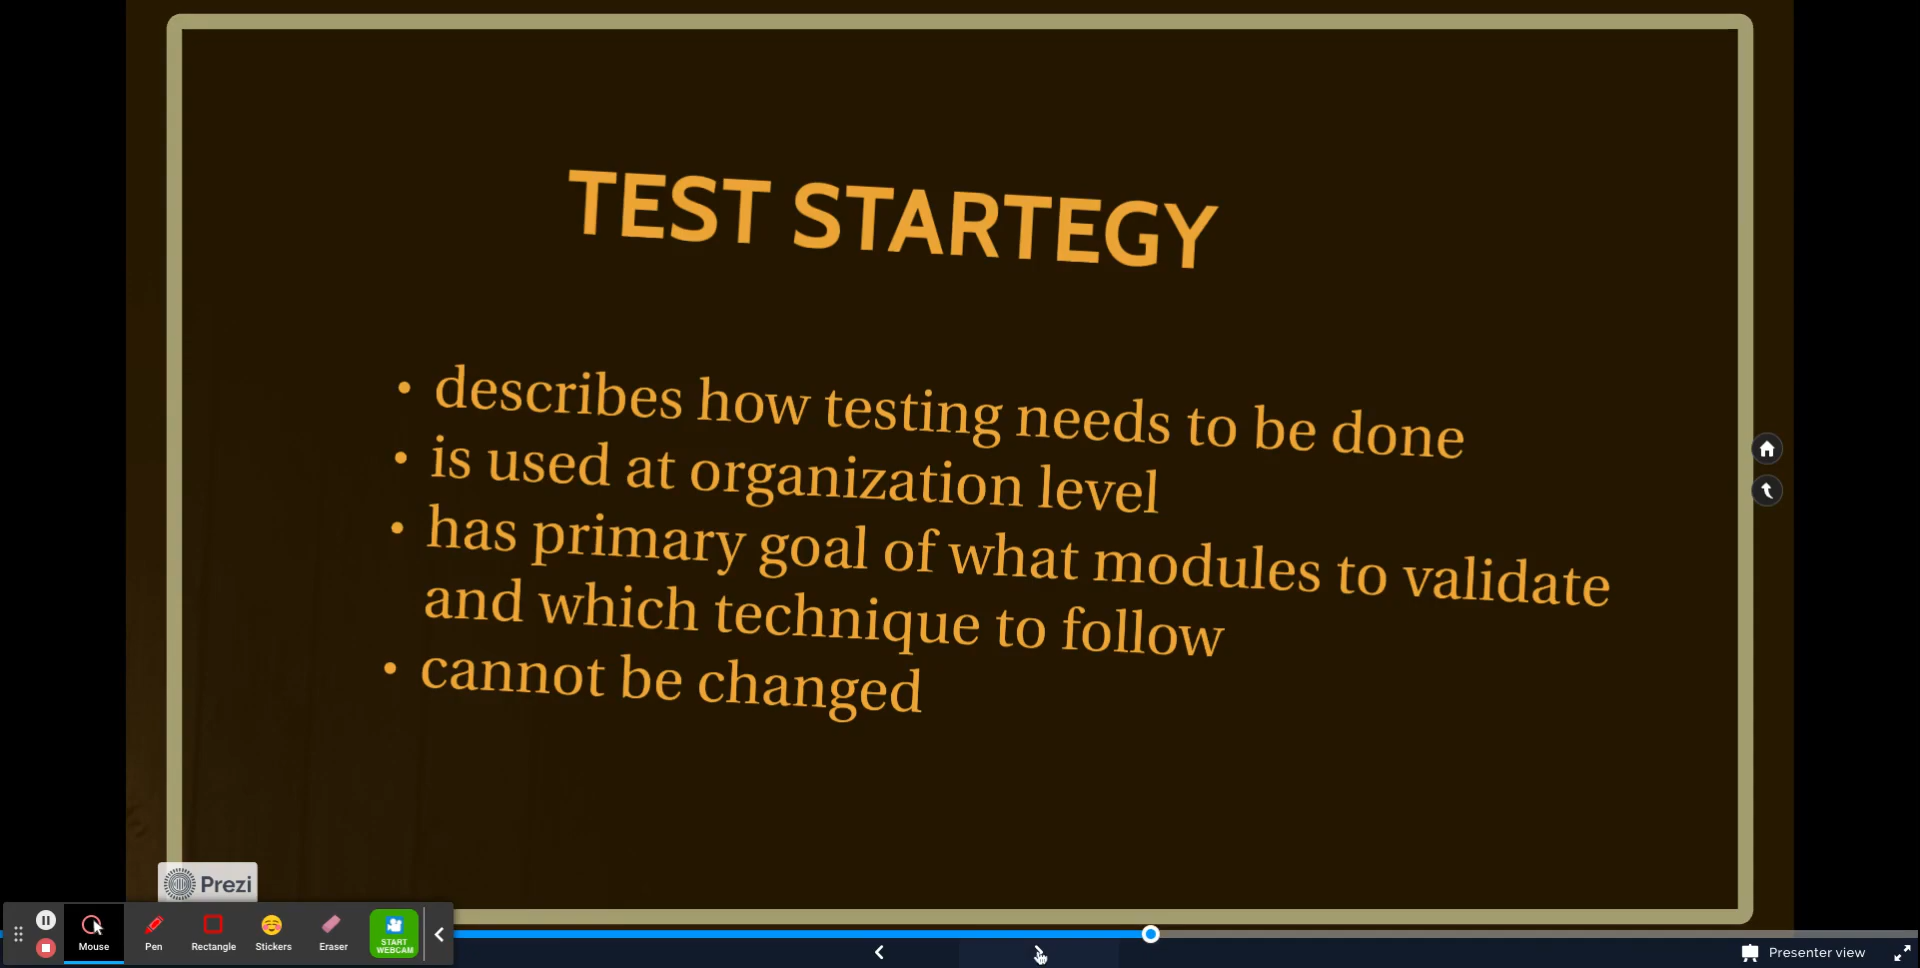 TEST STARTEGY
• describes how testing needs to be done
• is used at organization level
• has primary goal of what modules to validate
and which technique to follow
• cannot be changed
Prezi
Mouse
Pen
Rectangle
Stickers
Eraser
START
WEBCAM
Presenter view